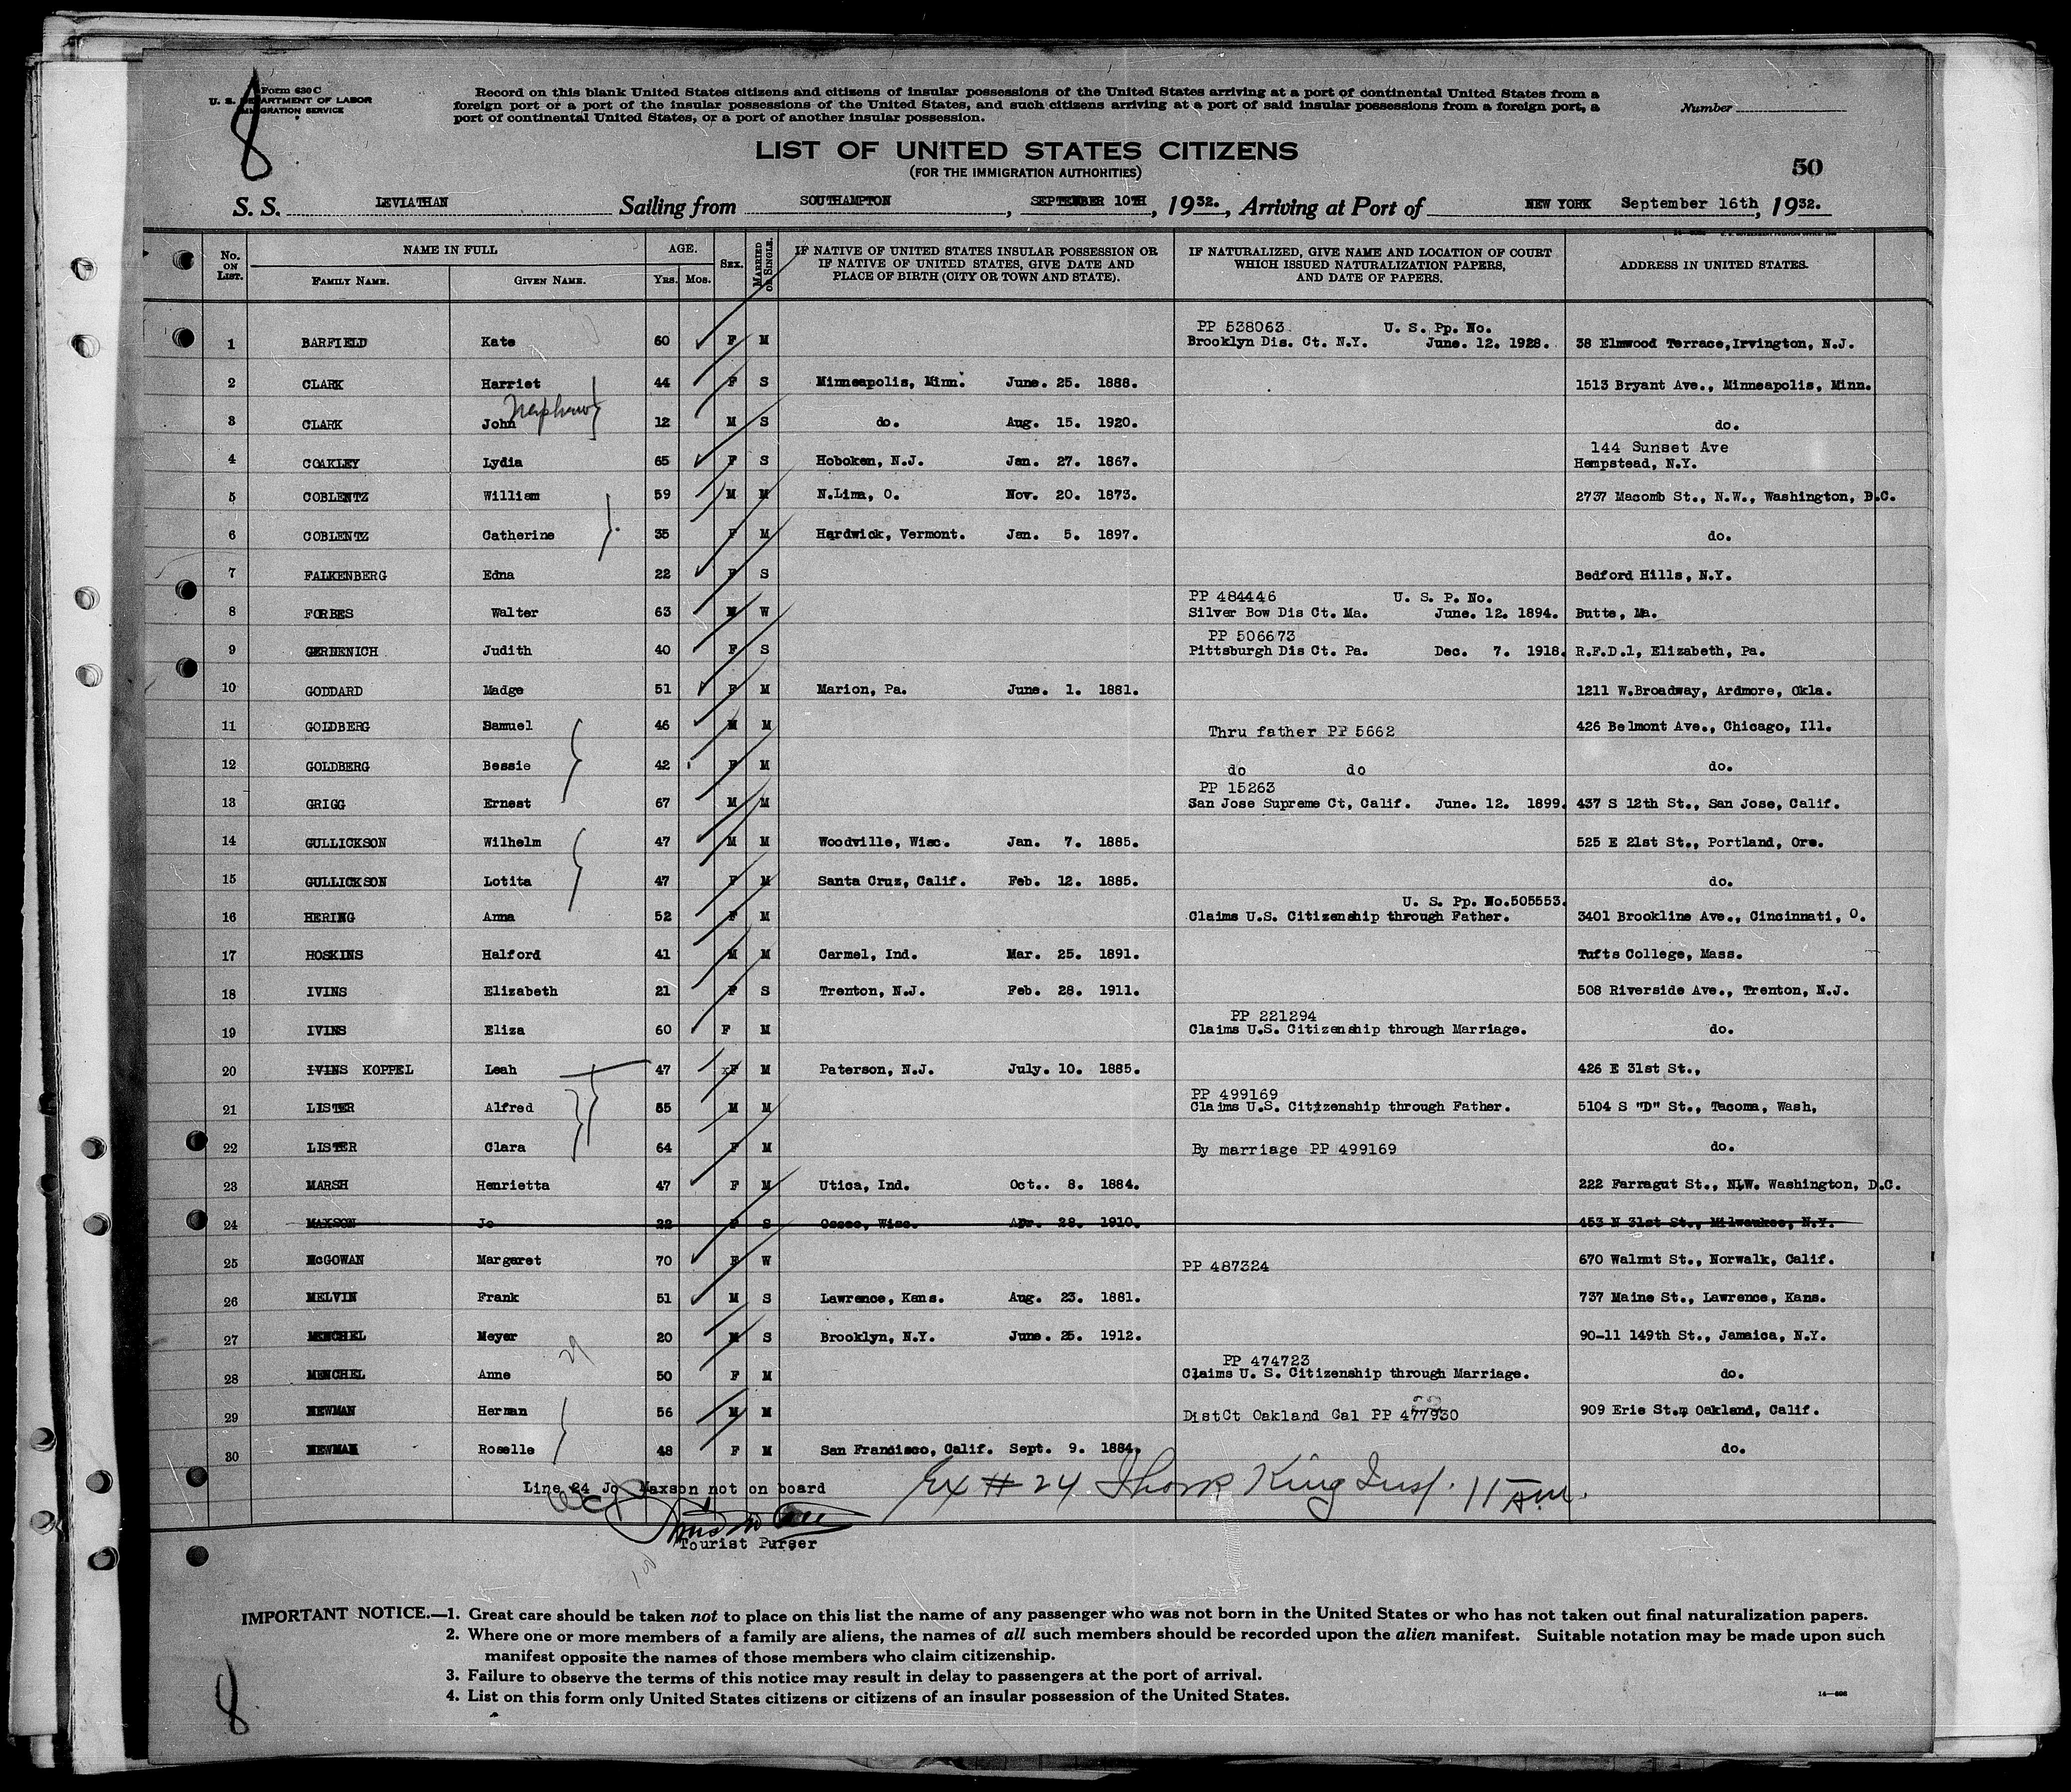 8
Form 630 C
U. S. DEPARTMENT OF LABOR
IMMIGRATION SERVICE
Record on this blank United States citizens and citizens of insular possessions of the United States arriving at a port of continental United States from a
foreign port or a port of the insular possessions of the United States, and such citizens arriving at a port of said insular possessions from a foreign port, a
port of continental United States, or a port of another insular possession.
Number
LIST OF UNITED STATES CITIZENS
(FOR THE IMMIGRATION AUTHORITIES)
50
S. S. LEVIATHAN Sailing from SOUTHAMPTON, SEPTEMBER 10TH, 1932., Arriving at Port of NEW YORK September 16th, 1932.
No. ON LIST. NAME IN FULL FAMILY NAME. GIVEN NAME. AGE. YRS. MOS. SEX. MARRIED OR SINGLE. IF NATIVE OF UNITED STATES INSULAR POSSESSION OR IF NATIVE OF UNITED STATES, GIVE DATE AND PLACE OF BIRTH (CITY OR TOWN AND STATE). IF NATURALIZED, GIVE NAME AND LOCATION OF COURT WHICH ISSUED NATURALIZATION PAPERS, AND DATE OF PAPERS. ADDRESS IN UNITED STATES.
PP 538063 U. S. Pp. No.
1 BARFIELD Kate 60 F M Brooklyn Dis. Ct. N.Y. June. 12. 1928. 38 Elmwood Terrace,Irvington, N.J.
2 CLARK Harriet 44 F S Minneapolis, Minn. June. 25. 1888. 1513 Bryant Ave., Minneapolis, Minn.
Nephew
3 CLARK John 12 M S do. Aug. 15. 1920. do.
144 Sunset Ave
4 COAKLEY Lydia 65 F S Hoboken, N.J. Jan. 27. 1867. Hempstead, N.Y.
5 COBLENTZ William 59 M M N.Lima, O. Nov. 20. 1873. 2737 Macomb St., N.W., Washington, D.C.
6 COBLENTZ Catherine 35 F M Hardwick, Vermont. Jan. 5. 1897. do.
7 FALKENBERG Edna 22 F S Bedford Hills, N.Y.
PP 484446 U. S. P. No.
8 FORBES Walter 63 M W Silver Bow Dis Ct. Ma. June. 12. 1894. Butte, Ma.
PP 506673
9 GERDENICH Judith 40 F S Pittsburgh Dis Ct. Pa. Dec. 7. 1918. R.F.D.1, Elizabeth, Pa.
10 GODDARD Madge 51 F M Marion, Pa. June. 1. 1881. 1211 W.Broadway, Ardmore, Okla.
11 GOLDBERG Samuel 46 M M Thru father PP 5662 426 Belmont Ave., Chicago, Ill.
12 GOLDBERG Bessie 42 F M do do do.
PP 15263
13 GRIGG Ernest 67 M M San Jose Supreme Ct, Calif. June. 12. 1899. 437 S 12th St., San Jose, Calif.
14 GULLICKSON Wilhelm 47 M M Woodville, Wisc. Jan. 7. 1885. 525 E 21st St., Portland, Ore.
15 GULLICKSON Lotita 47 F M Santa Cruz, Calif. Feb. 12. 1885. do.
U. S. Pp. No.505553.
16 HERING Anna 52 F M Claims U.S. Citizenship through Father. 3401 Brookline Ave., Cincinnati, O.
17 HOSKINS Halford 41 M M Carmel, Ind. Mar. 25. 1891. Tufts College, Mass.
18 IVINS Elizabeth 21 F S Trenton, N.J. Feb. 28. 1911. 508 Riverside Ave., Trenton, N.J.
PP 221294
19 IVINS Eliza 60 F M Claims U.S. Citizenship through Marriage. do.
20 IVINS KOPPEL Leah 47 xF M Paterson, N.J. July. 10. 1885. 426 E 31st St.,
PP 499169
21 LISTER Alfred 55 M M Claims U.S. Citizenship through Father. 5104 S "D" St., Tacoma, Wash,
22 LISTER Clara 64 F M By marriage PP 499169 do.
23 MARSH Henrietta 47 F M Utica, Ind. Oct.. 8. 1884. 222 Farragut St., N.W. Washington, D.C.
24 MAXSON Jo 22 F S Osseo, Wisc. Apr. 28. 1910. 453 N 31st St., Milwaukee, N.Y.
25 McGOWAN Margaret 70 F W PP 487324 670 Walnut St., Norwalk, Calif.
26 MELVIN Frank 51 M S Lawrence, Kans. Aug. 23. 1881. 737 Maine St., Lawrence, Kans.
27 MENCHEL Meyer 20 M S Brooklyn, N.Y. June. 25. 1912. 90-11 149th St., Jamaica, N.Y.
PP 474723
28 MENCHEL Anne 50 F M Claims U. S. Citizenship through Marriage. do.
29 NEWMAN Herman 56 M M DistCt Oakland Cal PP 477930 909 Erie St., Oakland, Calif.
30 NEWMAN Roselle 48 F M San Francisco, Calif. Sept. 9. 1884. do.
Line 24 Jo Maxson not on board
Ex # 24 King Insp. 11 AM.
Tourist Purser
IMPORTANT NOTICE.—1. Great care should be taken not to place on this list the name of any passenger who was not born in the United States or who has not taken out final naturalization papers.
2. Where one or more members of a family are aliens, the names of all such members should be recorded upon the alien manifest. Suitable notation may be made upon such
manifest opposite the names of those members who claim citizenship.
3. Failure to observe the terms of this notice may result in delay to passengers at the port of arrival.
4. List on this form only United States citizens or citizens of an insular possession of the United States.
8